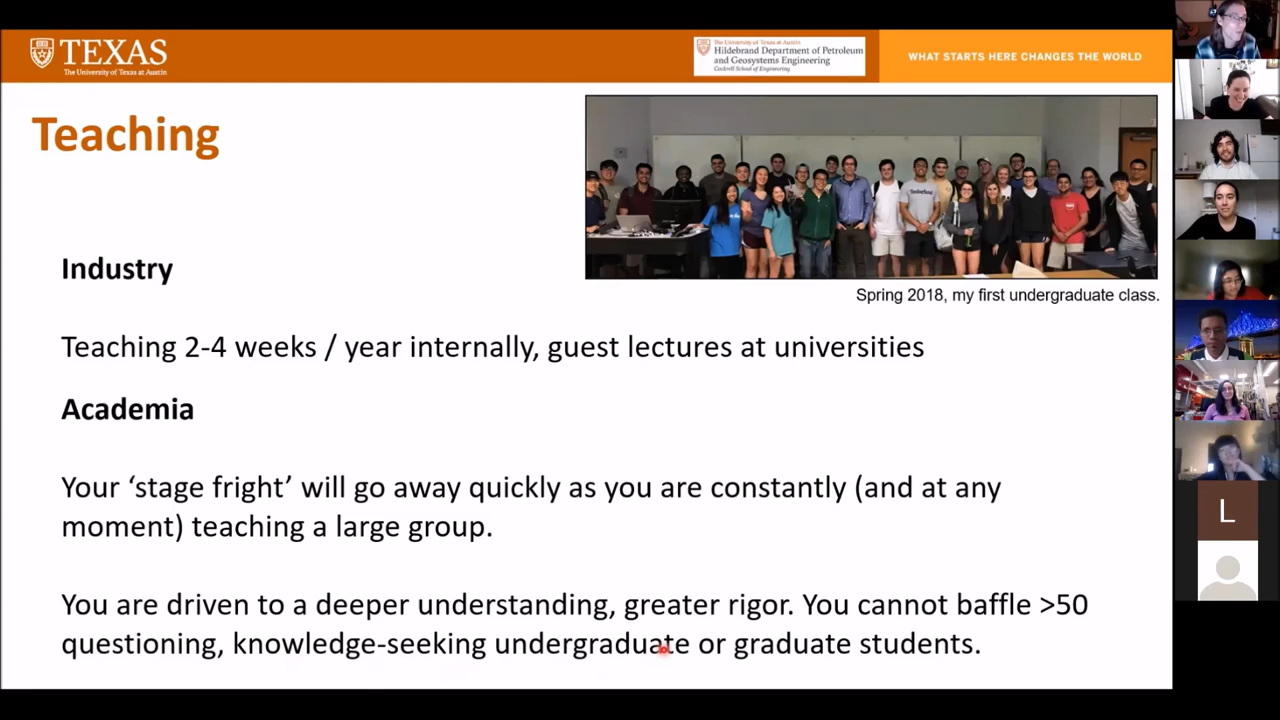 TEXAS
The University of Texas at Austin
The University of Texas at Austin
Hildebrand Department of Petroleum
and Geosystems Engineering
Cockrell School of Engineering
WHAT STARTS HERE CHANGES THE WORLD
Teaching
Spring 2018, my first undergraduate class.
Industry
Teaching 2-4 weeks / year internally, guest lectures at universities
Academia
Your ‘stage fright’ will go away quickly as you are constantly (and at any
moment) teaching a large group.
You are driven to a deeper understanding, greater rigor. You cannot baffle >50
questioning, knowledge-seeking undergraduate or graduate students.
L